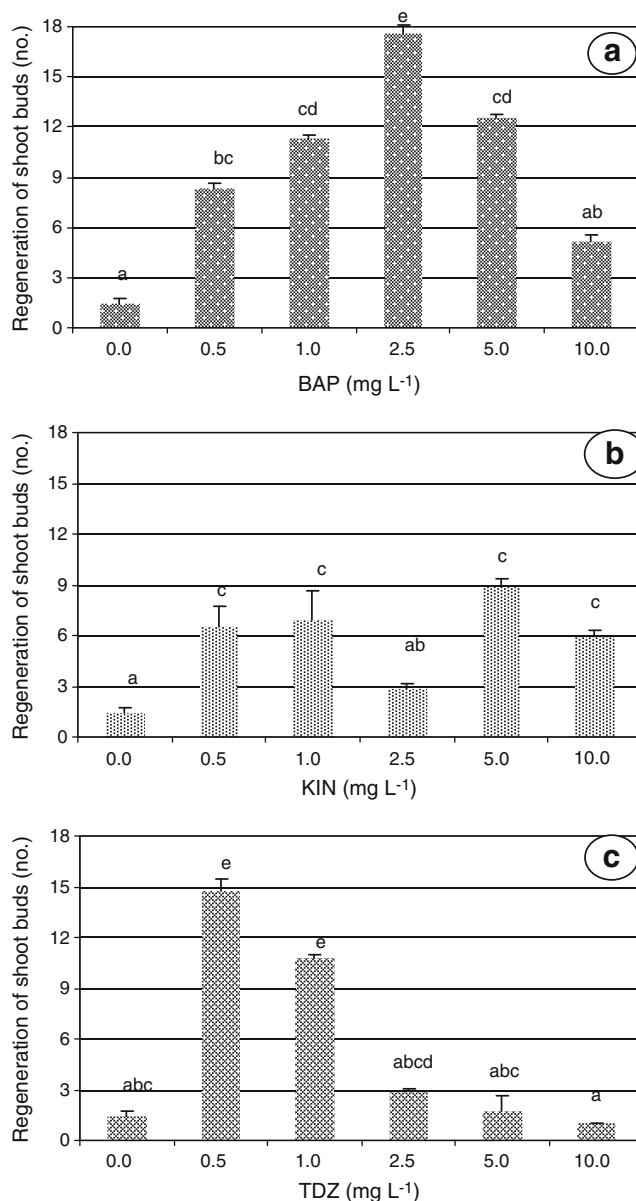 18
15
12
9
6
3
0
Regeneration of shoot buds (no.)
a
bc
cd
e
cd
ab
a
0.0 0.5 1.0 2.5 5.0 10.0
BAP (mg L-1)
18
15
12
9
6
3
0
Regeneration of shoot buds (no.)
a
c
c
ab
c
c
b
0.0 0.5 1.0 2.5 5.0 10.0
KIN (mg L-1)
18
15
12
9
6
3
0
Regeneration of shoot buds (no.)
abc
e
e
abcd
abc
a
c
0.0 0.5 1.0 2.5 5.0 10.0
TDZ (mg L-1)